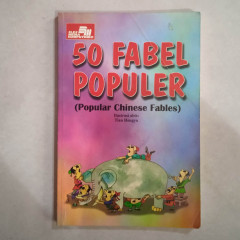 50 FABEL
POPULER
(Popular Chinese Fables)